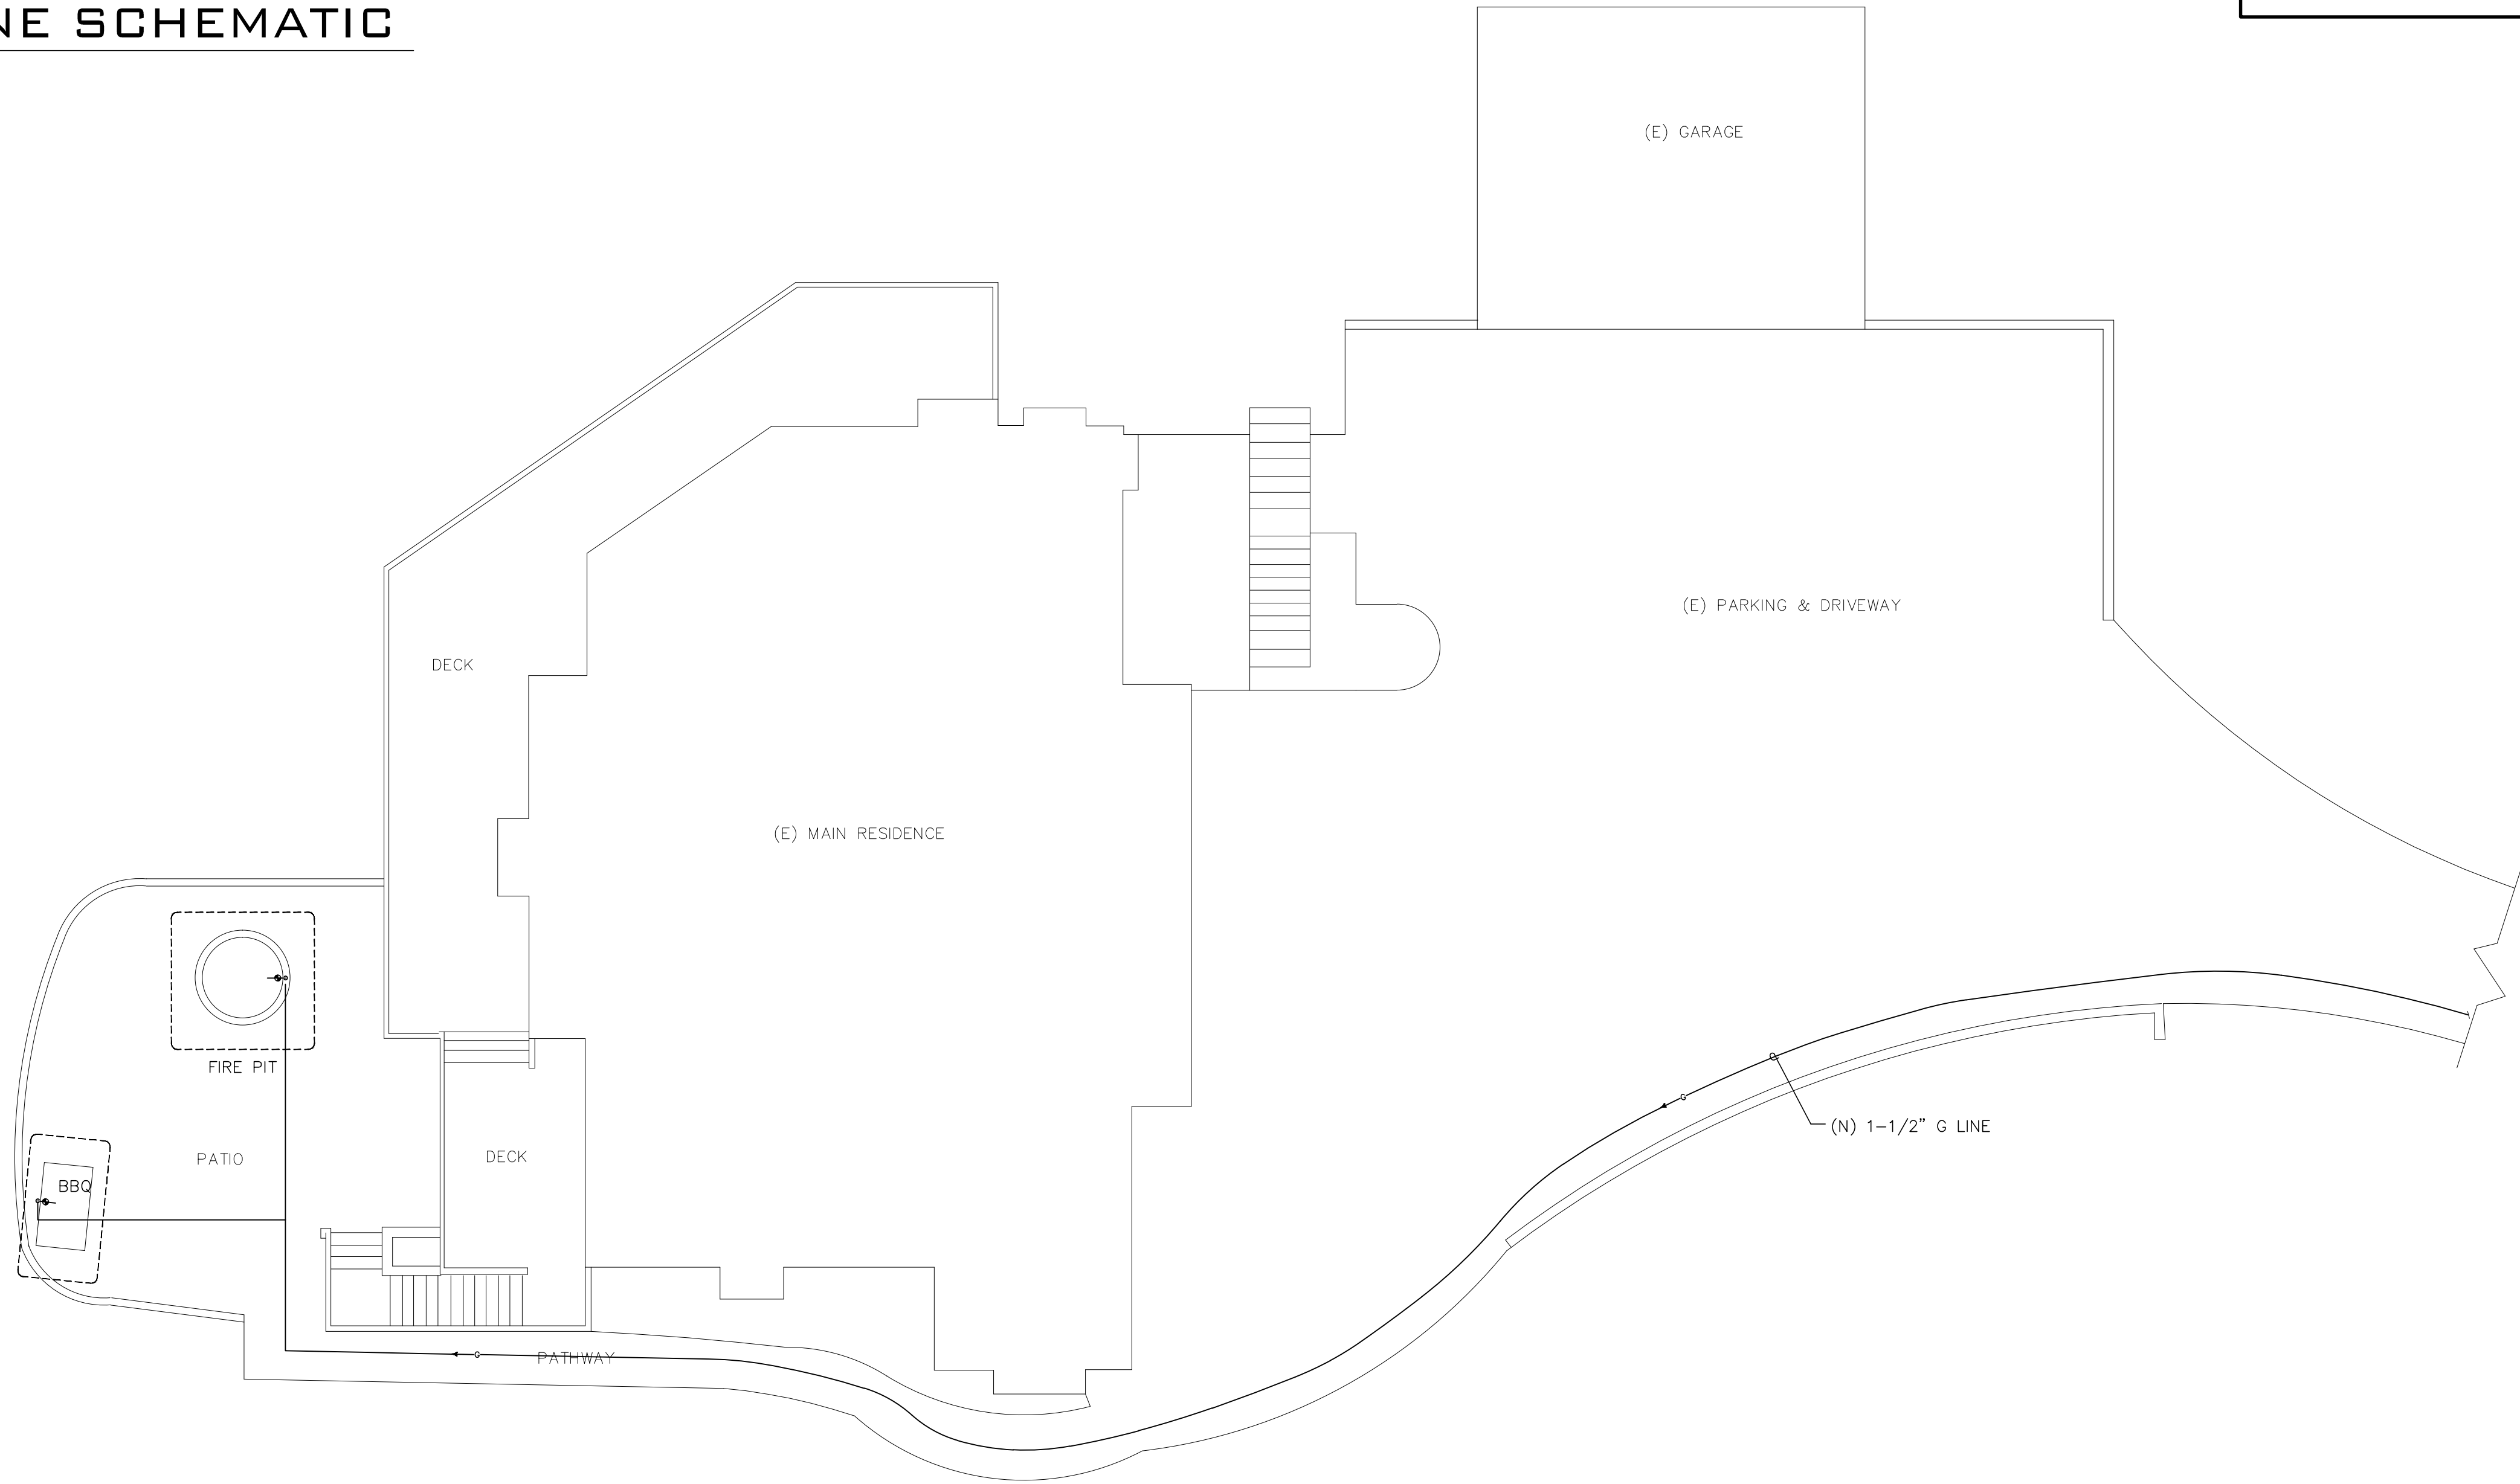 NE SCHEMATIC
(E) GARAGE
(E) PARKING & DRIVEWAY
DECK
(E) MAIN RESIDENCE
FIRE PIT
G
G
(N) 1-1/2" G LINE
DECK
PATIO
BBQ
G
PATHWAY